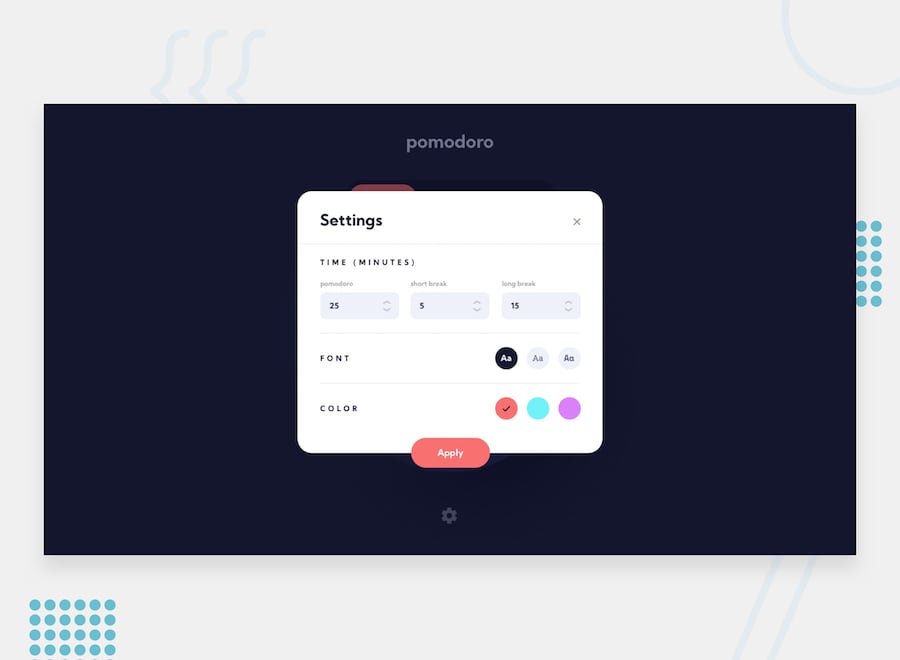 pomodoro
Settings
TIME (MINUTES)
pomodoro short break long break
25 5 15
FONT Aa Aa Aa
COLOR
Apply